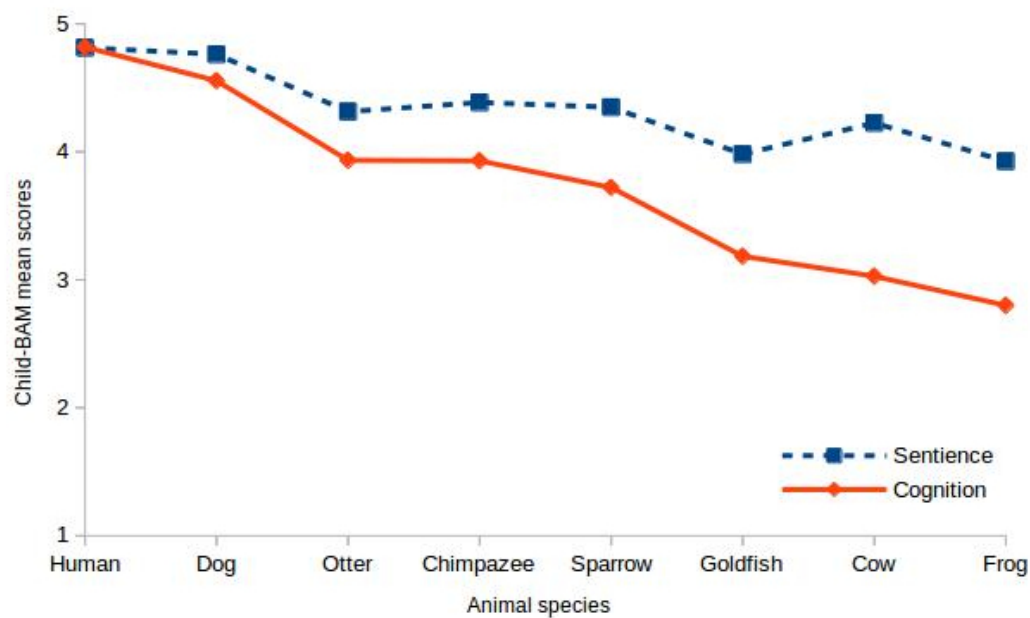 5
4
3
2
1
Child-BAM mean scores
Sentience
Cognition
Human Dog Otter Chimpazee Sparrow Goldfish Cow Frog
Animal species